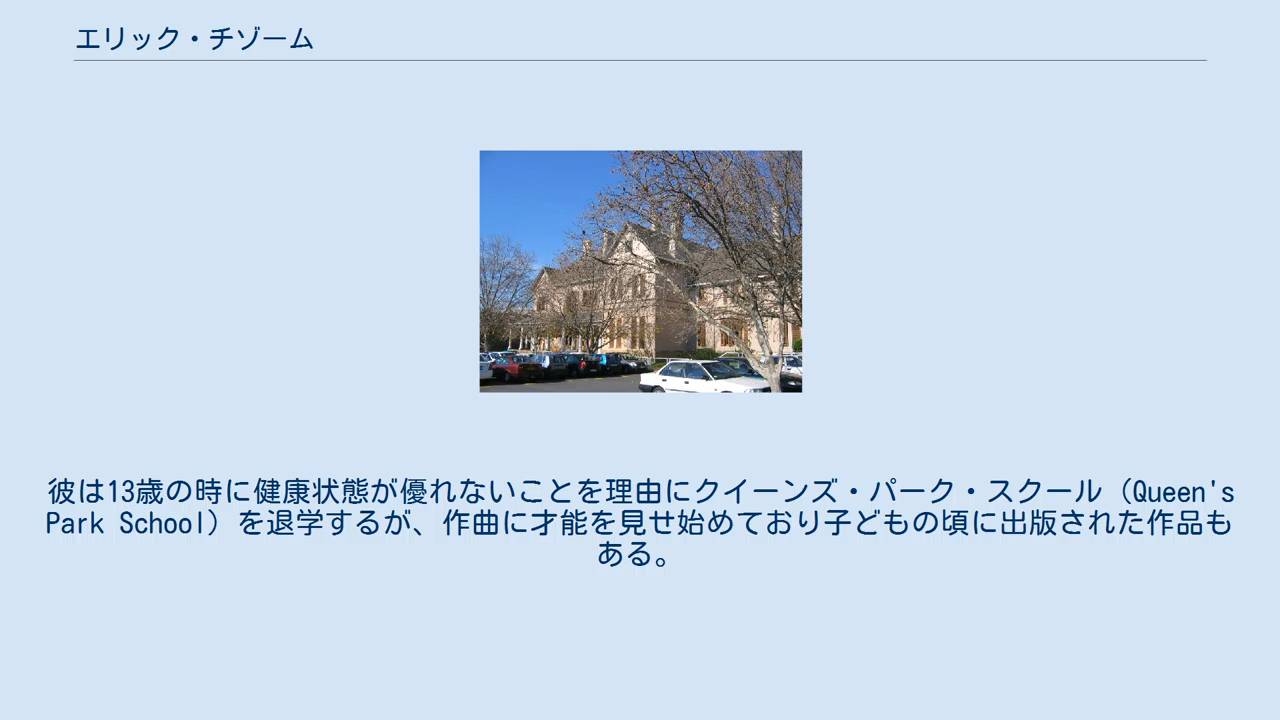 エリック・チゾーム
彼は13歳の時に健康状態が優れないことを理由にクイーンズ・パーク・スクール（Queen's
Park School）を退学するが、作曲に才能を見せ始めており子どもの頃に出版された作品も
ある。